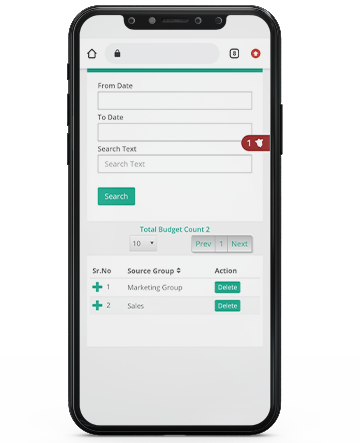 8
From Date
To Date
1
Search Text
Search Text
Search
Total Budget Count 2
10
Prev 1 Next
Sr.No Source Group Action
1 Marketing Group Delete
2 Sales Delete